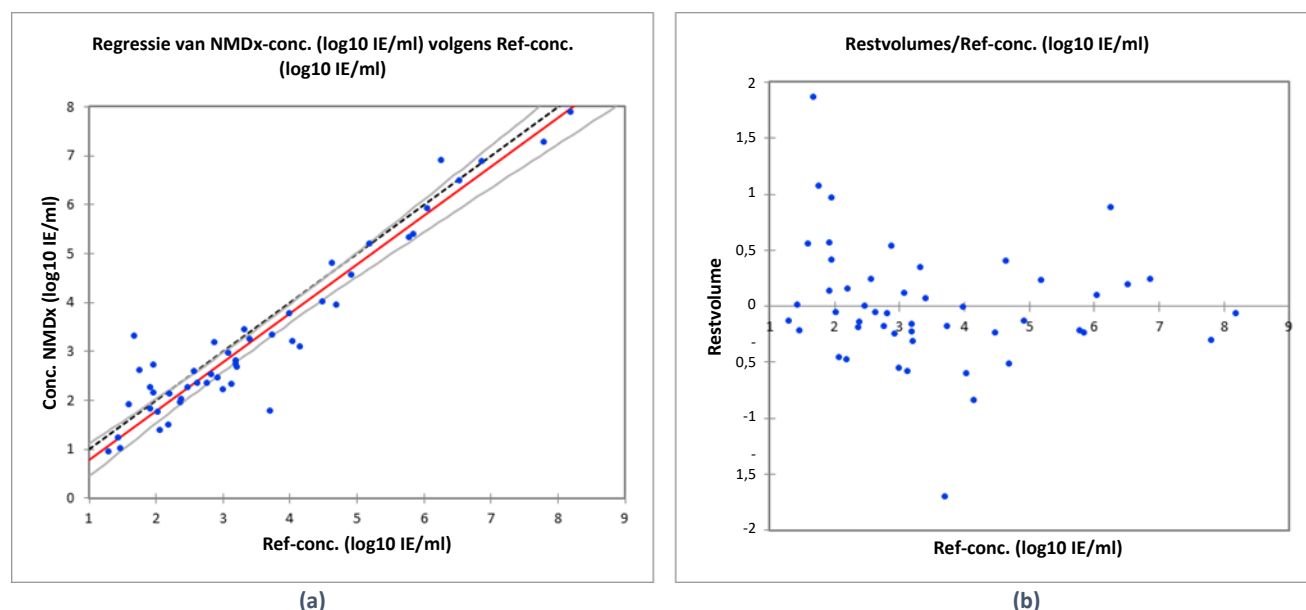 Regressie van NMDx-conc. (log10 IE/ml) volgens Ref-conc.
(log10 IE/ml)
8
7
6
5
4
3
2
1
0
Conc. NMDx (log10 IE/ml)
1 2 3 4 5 6 7 8 9
Ref-conc. (log10 IE/ml)
(a)
Restvolumes/Ref-conc. (log10 IE/ml)
2
1,5
1
0,5
0
-
0,5
-1
-
1,5
-2
Restvolume
1 2 3 4 5 6 7 8 9
Ref-conc. (log10 IE/ml)
(b)